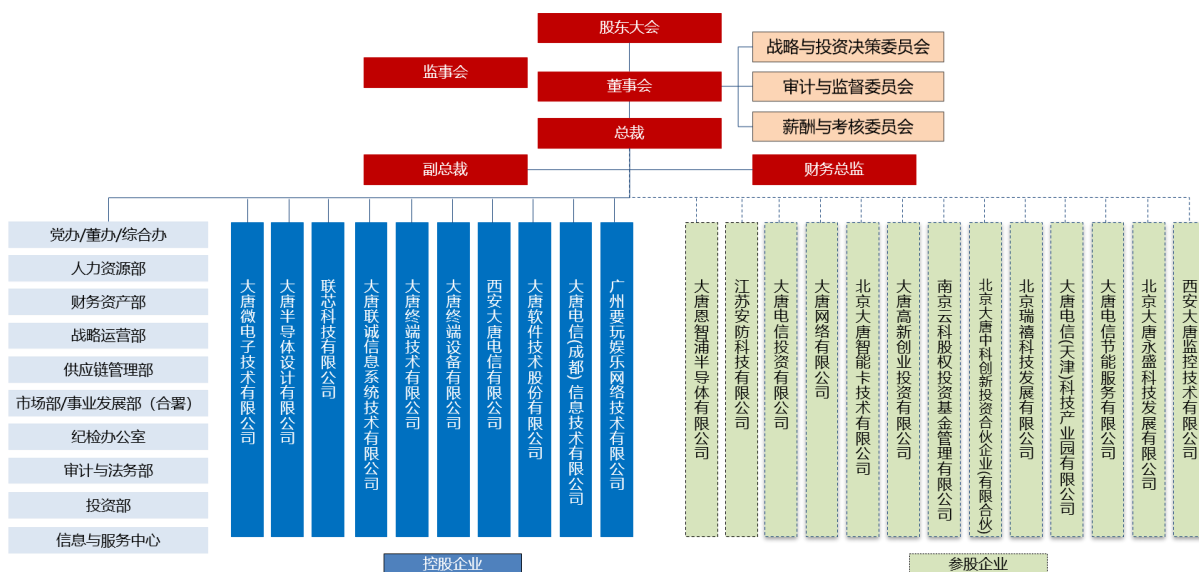 股东大会
监事会
董事会
总裁
副总裁
财务总监
战略与投资决策委员会
审计与监督委员会
薪酬与考核委员会
党办/董办/综合办
人力资源部
财务资产部
战略运营部
供应链管理部
市场部/事业发展部（合署）
纪检办公室
审计与法务部
投资部
信息与服务中心
大唐微电子技术有限公司
大唐半导体设计有限公司
联芯科技有限公司
大唐联诚信息系统技术有限公司
大唐终端技术有限公司
大唐终端设备有限公司
西安大唐电信有限公司
大唐软件技术股份有限公司
大唐电信(成都)信息技术有限公司
广州要玩娱乐网络技术有限公司
控股企业
大唐恩智浦半导体有限公司
江苏安防科技有限公司
大唐电信投资有限公司
大唐网络有限公司
北京大唐智能卡技术有限公司
大唐高新创业投资有限公司
南京云科股权投资基金管理有限公司
北京大唐中科创新投资合伙企业(有限合伙)
北京瑞禧科技发展有限公司
大唐电信(天津)科技产业园有限公司
大唐电信节能服务有限公司
北京大唐永盛科技发展有限公司
西安大唐监控技术有限公司
参股企业